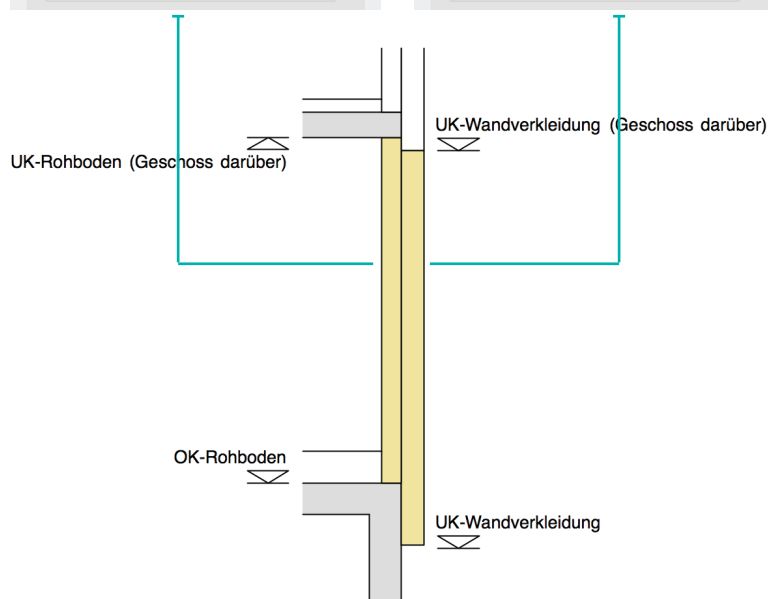 UK-Wandverkleidung (Geschoss darüber)
UK-Rohboden (Geschoss darüber)
OK-Rohboden
UK-Wandverkleidung